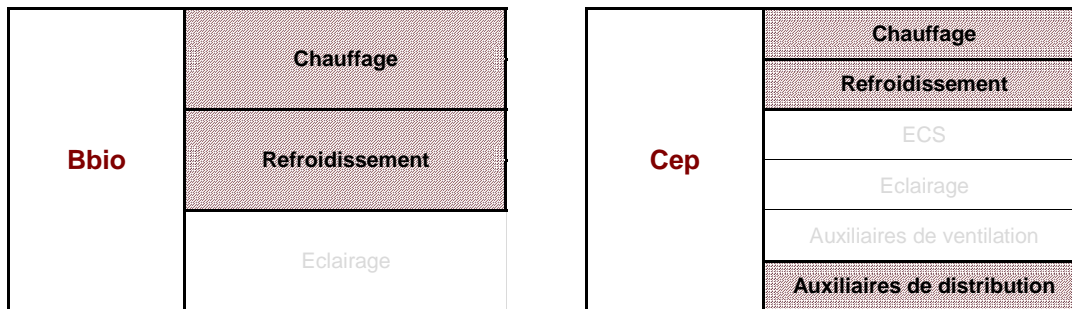 Bbio
Chauffage
Refroidissement
Eclairage
Cep
Chauffage
Refroidissement
ECS
Eclairage
Auxiliaires de ventilation
Auxiliaires de distribution